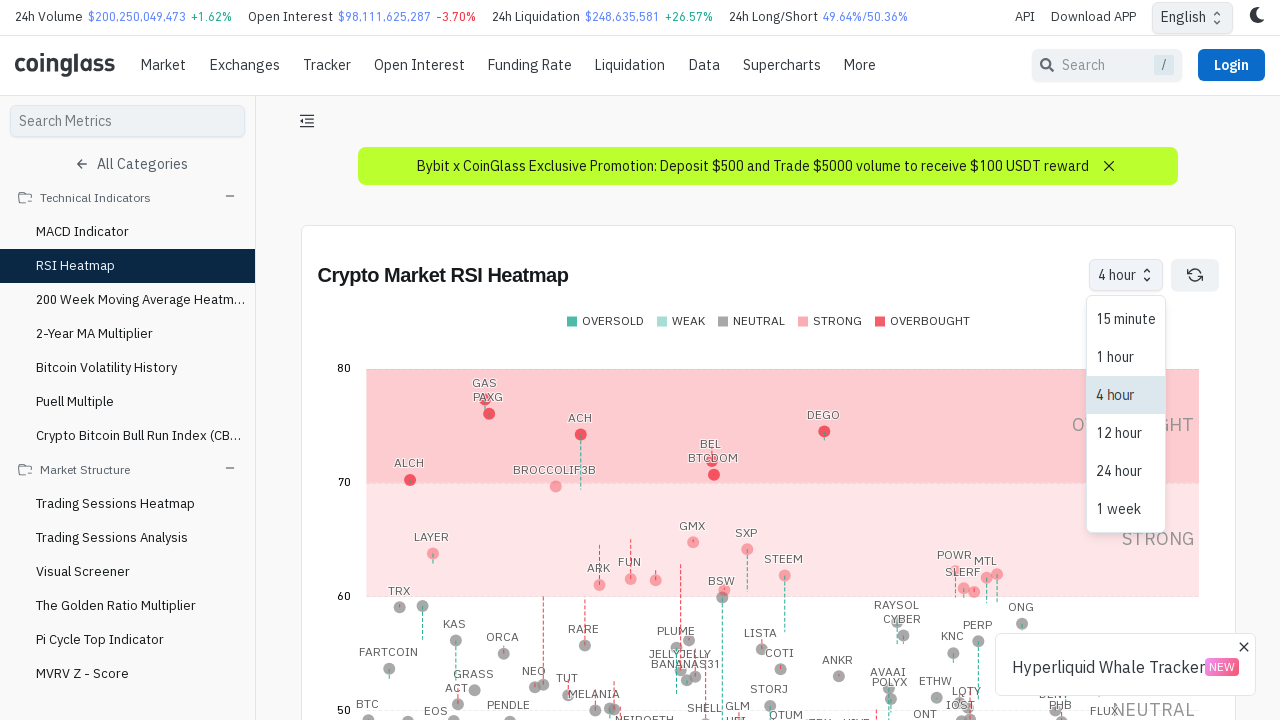 24h Volume $200,250,049,473 +1.62% Open Interest $98,111,625,287 -3.70% 24h Liquidation $248,635,581 +26.57% 24h Long/Short 49.64%/50.36% API Download APP English
coinglass Market Exchanges Tracker Open Interest Funding Rate Liquidation Data Supercharts More Search / Login
Search Metrics
All Categories
Technical Indicators
MACD Indicator
RSI Heatmap
200 Week Moving Average Heatm...
2-Year MA Multiplier
Bitcoin Volatility History
Puell Multiple
Crypto Bitcoin Bull Run Index (CB...
Market Structure
Trading Sessions Heatmap
Trading Sessions Analysis
Visual Screener
The Golden Ratio Multiplier
Pi Cycle Top Indicator
MVRV Z - Score
Bybit x CoinGlass Exclusive Promotion: Deposit $500 and Trade $5000 volume to receive $100 USDT reward
Crypto Market RSI Heatmap
4 hour
15 minute
1 hour
4 hour
12 hour
24 hour
1 week
OVERSOLD WEAK NEUTRAL STRONG OVERBOUGHT
80
GAS
PAXG
ACH
DEGO
BEL
BTCDOM
ALCH
BROCCOLIF3B
70
STRONG
GMX
SXP
LAYER
STEEM
POWR
MTL
ARK
FUN
SLERF
BSW
TRX
60
RAYSOL
ONG
CYBER
KAS
RARE
PLUME
LISTA
PERP
ORCA
KNC
FARTCOIN
JELLYJELLY
COTI
ANKR
BANANAS31
GRASS
NEO
TUT
AVAAI
POLYX
ETHW
ACT
MELANIA
STORJ
LQTY
BTC
PENDLE
SHELL
GLM
IOST
PHB
EOS
QTUM
ONT
FLUX
50
NEUTRAL
Hyperliquid Whale Tracker NEW